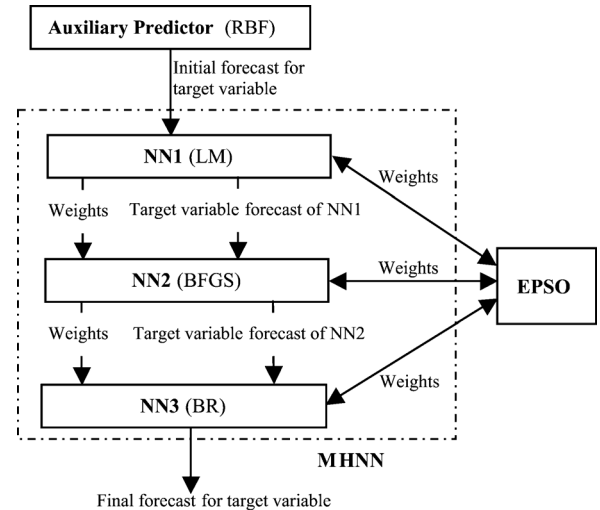 Auxiliary Predictor (RBF)
Initial forecast for
target variable
NN1 (LM)
Weights
Weights Target variable forecast of NN1
NN2 (BFGS)
Weights
EPSO
Weights Target variable forecast of NN2
Weights
NN3 (BR)
MHNN
Final forecast for target variable